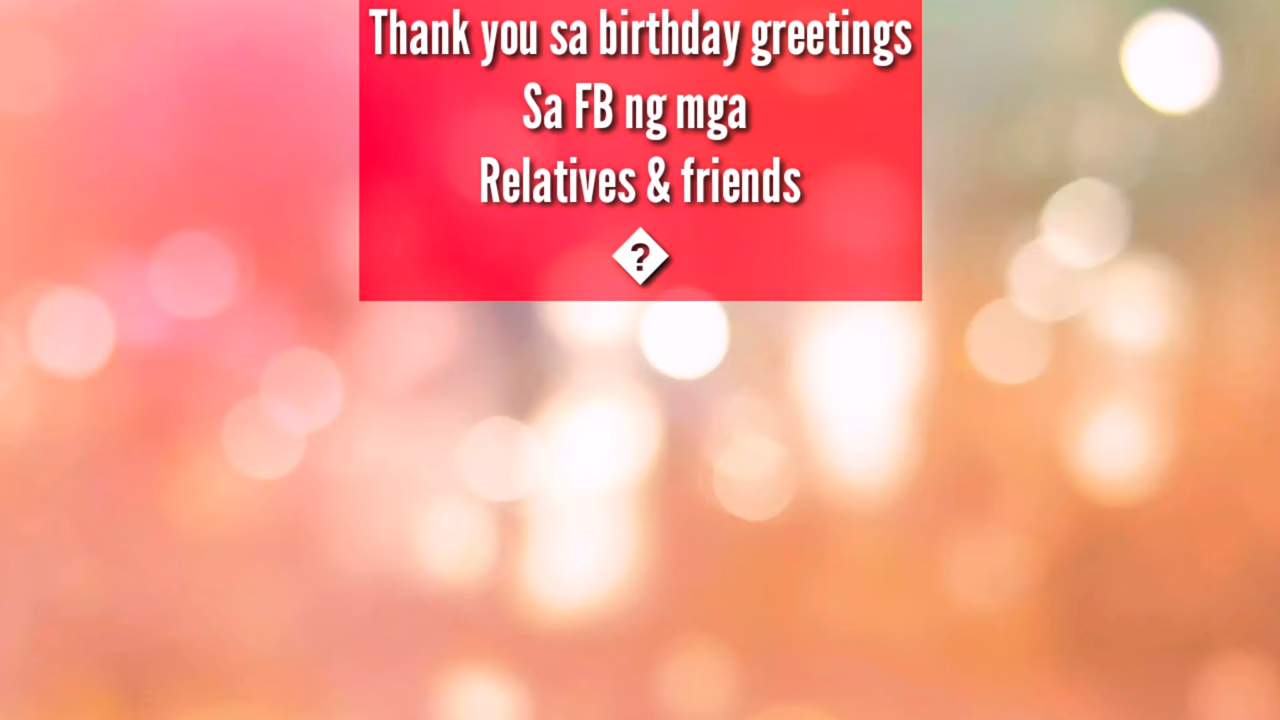 Thank you sa birthday greetings
Sa FB ng mga
Relatives & friends
�